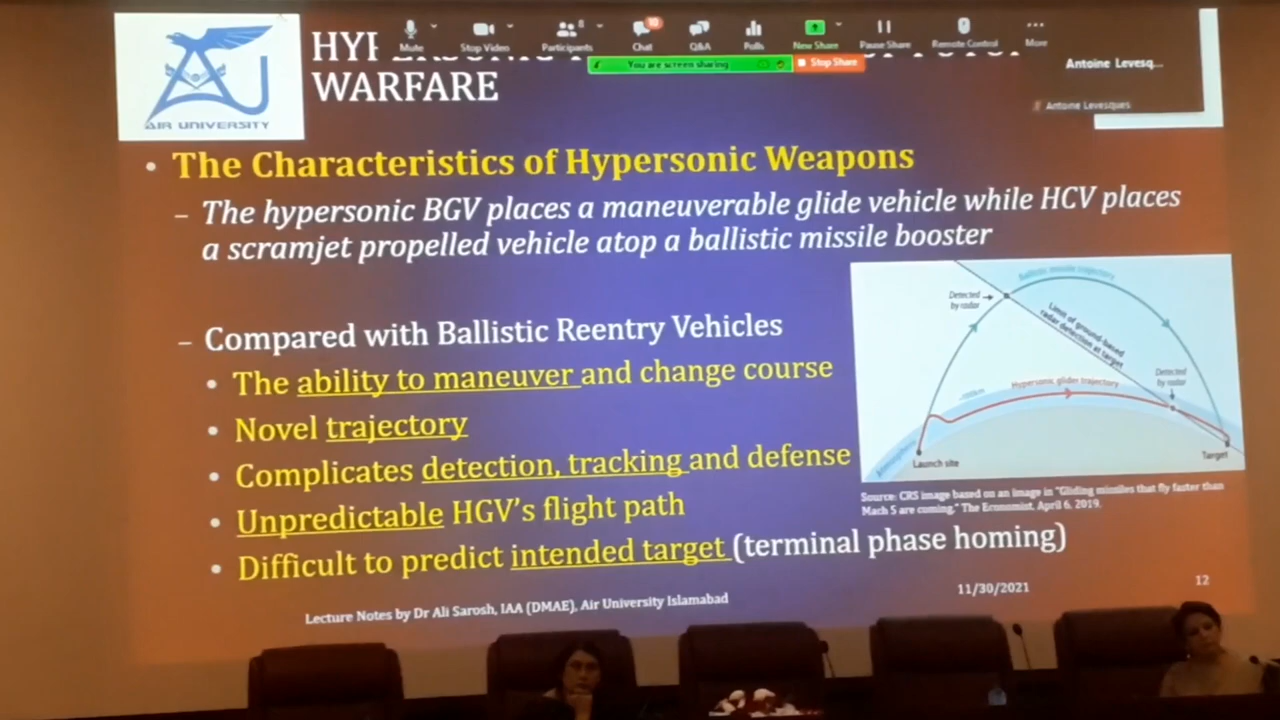 AIR UNIVERSITY
WARFARE
Mute
Stop Video
Participants
8
Chat
10
Q&A
Polls
New Share
Pause Share
Remote Control
More
You are screen sharing
Stop Share
Antoine Levesq...
Antoine Levesques
• The Characteristics of Hypersonic Weapons
– The hypersonic BGV places a maneuverable glide vehicle while HCV places
a scramjet propelled vehicle atop a ballistic missile booster
– Compared with Ballistic Reentry Vehicles
• The ability to maneuver and change course
• Novel trajectory
• Complicates detection, tracking and defense
• Unpredictable HGV's flight path
• Difficult to predict intended target (terminal phase homing)
Ballistic missile trajectory
Detected
by radar
Limit of ground-based
radar detection at target
Detected
by radar
Hypersonic glider trajectory
Launch site
Target
Source: CRS image based on an image in "Gliding missiles that fly faster than
Mach 5 are coming," The Economist, April 6, 2019.
Lecture Notes by Dr Ali Sarosh, IAA (DMAE), Air University Islamabad
11/30/2021
12